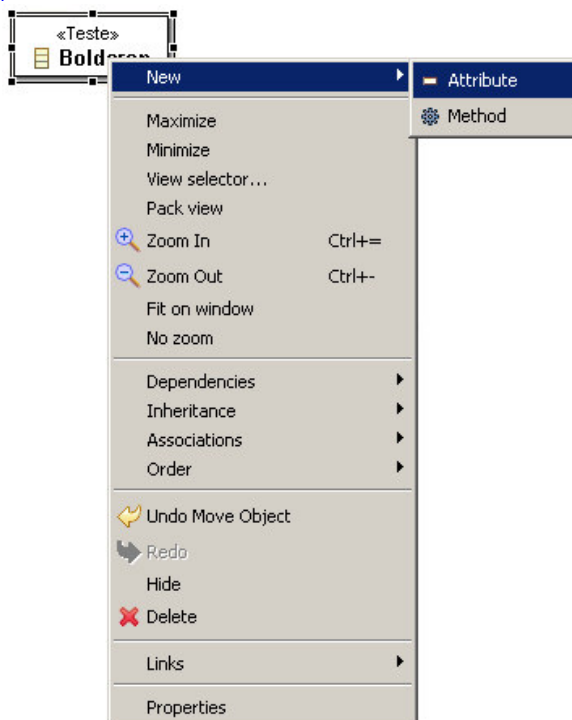 «Teste»
New
Attribute
Method
Maximize
Minimize
View selector...
Pack view
Zoom In Ctrl+=
Zoom Out Ctrl+-
Fit on window
No zoom
Dependencies
Inheritance
Associations
Order
Undo Move Object
Redo
Hide
Delete
Links
Properties